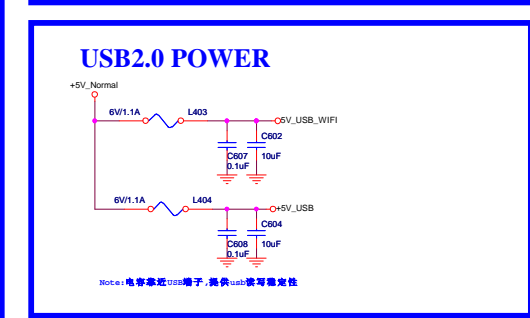 USB2.0 POWER
+5V_Normal
6V/1.1A L403
5V_USB_WIFI
C602
C607 10uF
0.1uF
6V/1.1A L404
+5V_USB
C604
C608 10uF
0.1uF
Note:电容靠近USB端子,提供usb读写稳定性